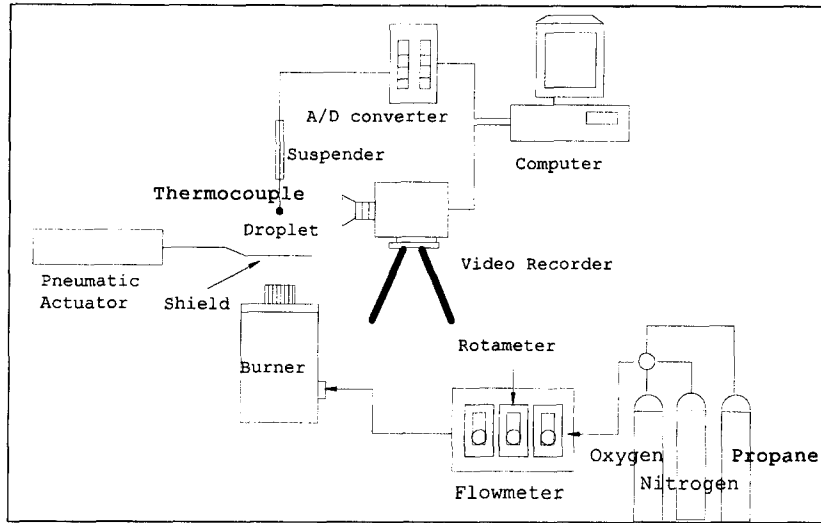 A/D converter
Suspender
Computer
Thermocouple
Droplet
Video Recorder
Pneumatic
Actuator
Shield
Rotameter
Burner
Oxygen
Propane
Nitrogen
Flowmeter